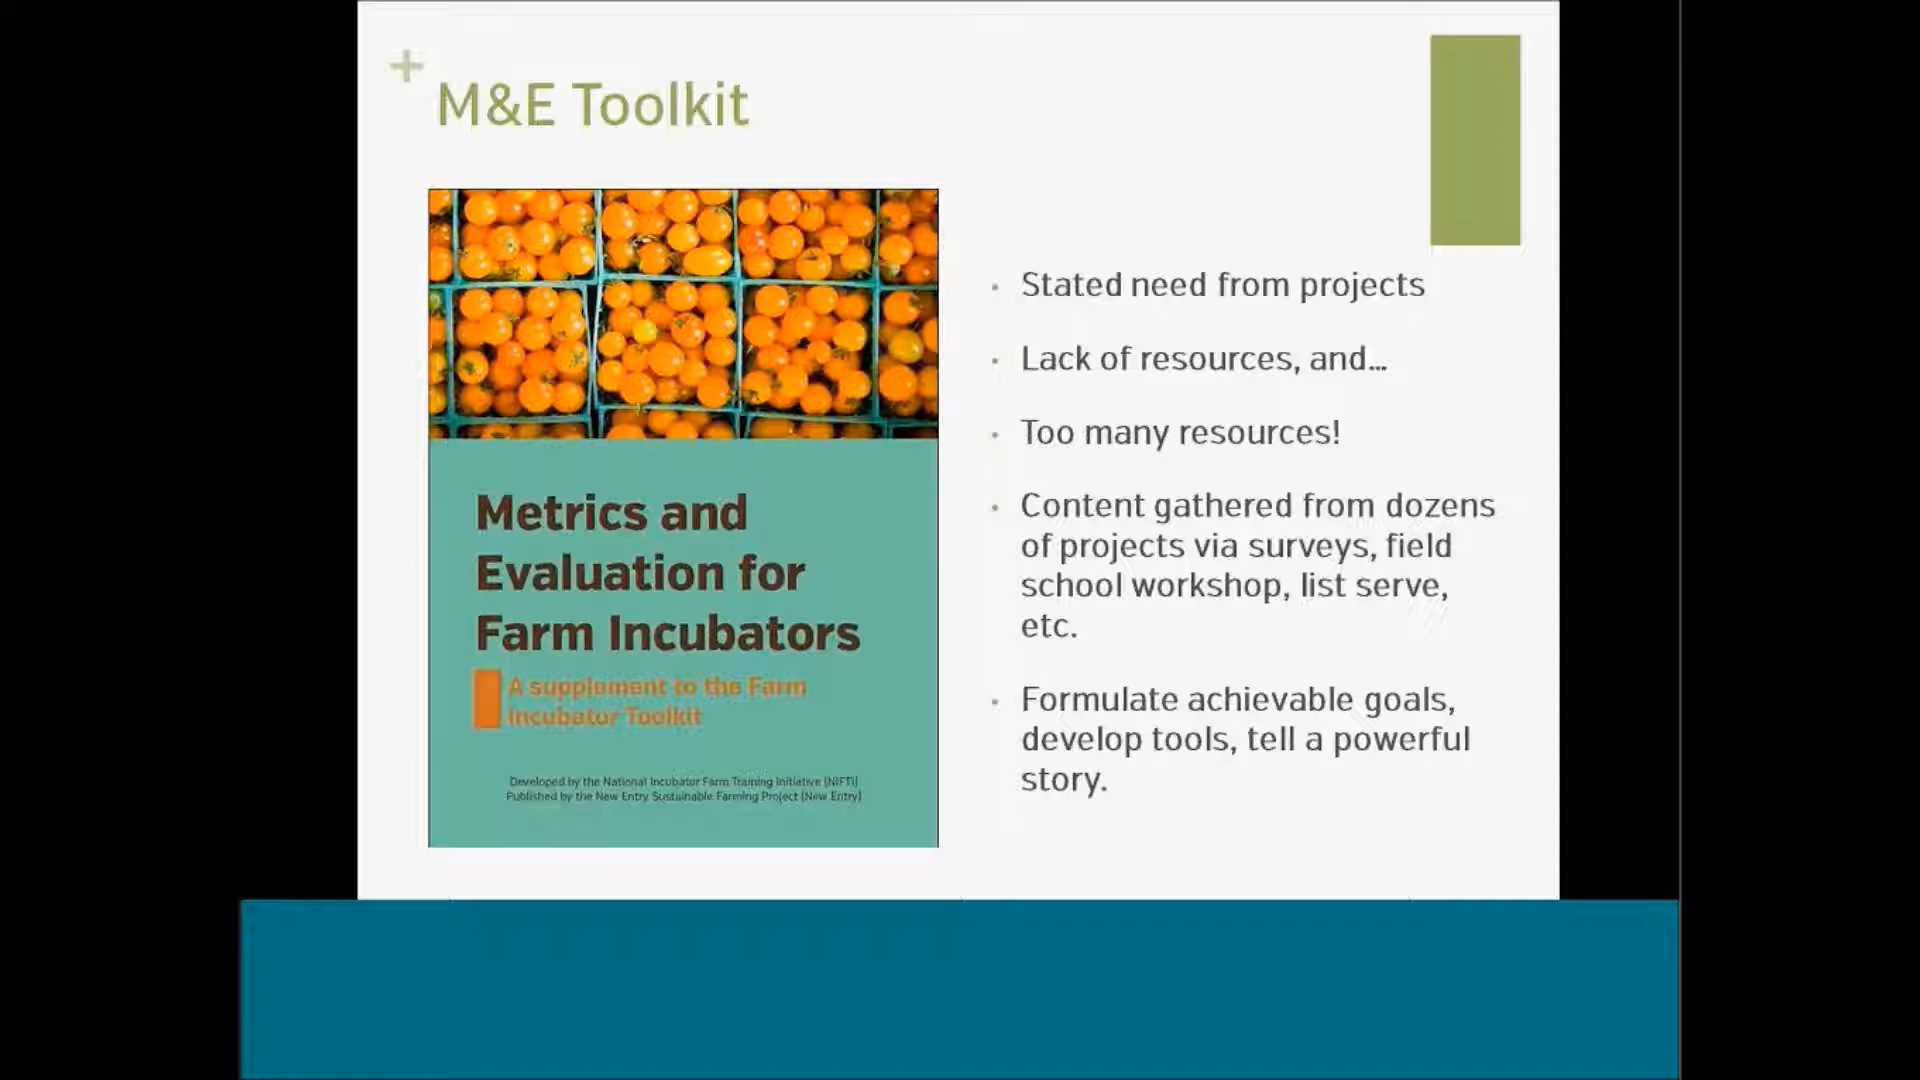 +
M&E Toolkit
Metrics and
Evaluation for
Farm Incubators
A supplement to the Farm
Incubator Toolkit
Developed by the National Incubator Farm Training Initiative (NIFTI)
Published by the New Entry Sustainable Farming Project (New Entry)
• Stated need from projects
• Lack of resources, and...
• Too many resources!
• Content gathered from dozens
of projects via surveys, field
school workshop, list serve,
etc.
• Formulate achievable goals,
develop tools, tell a powerful
story.